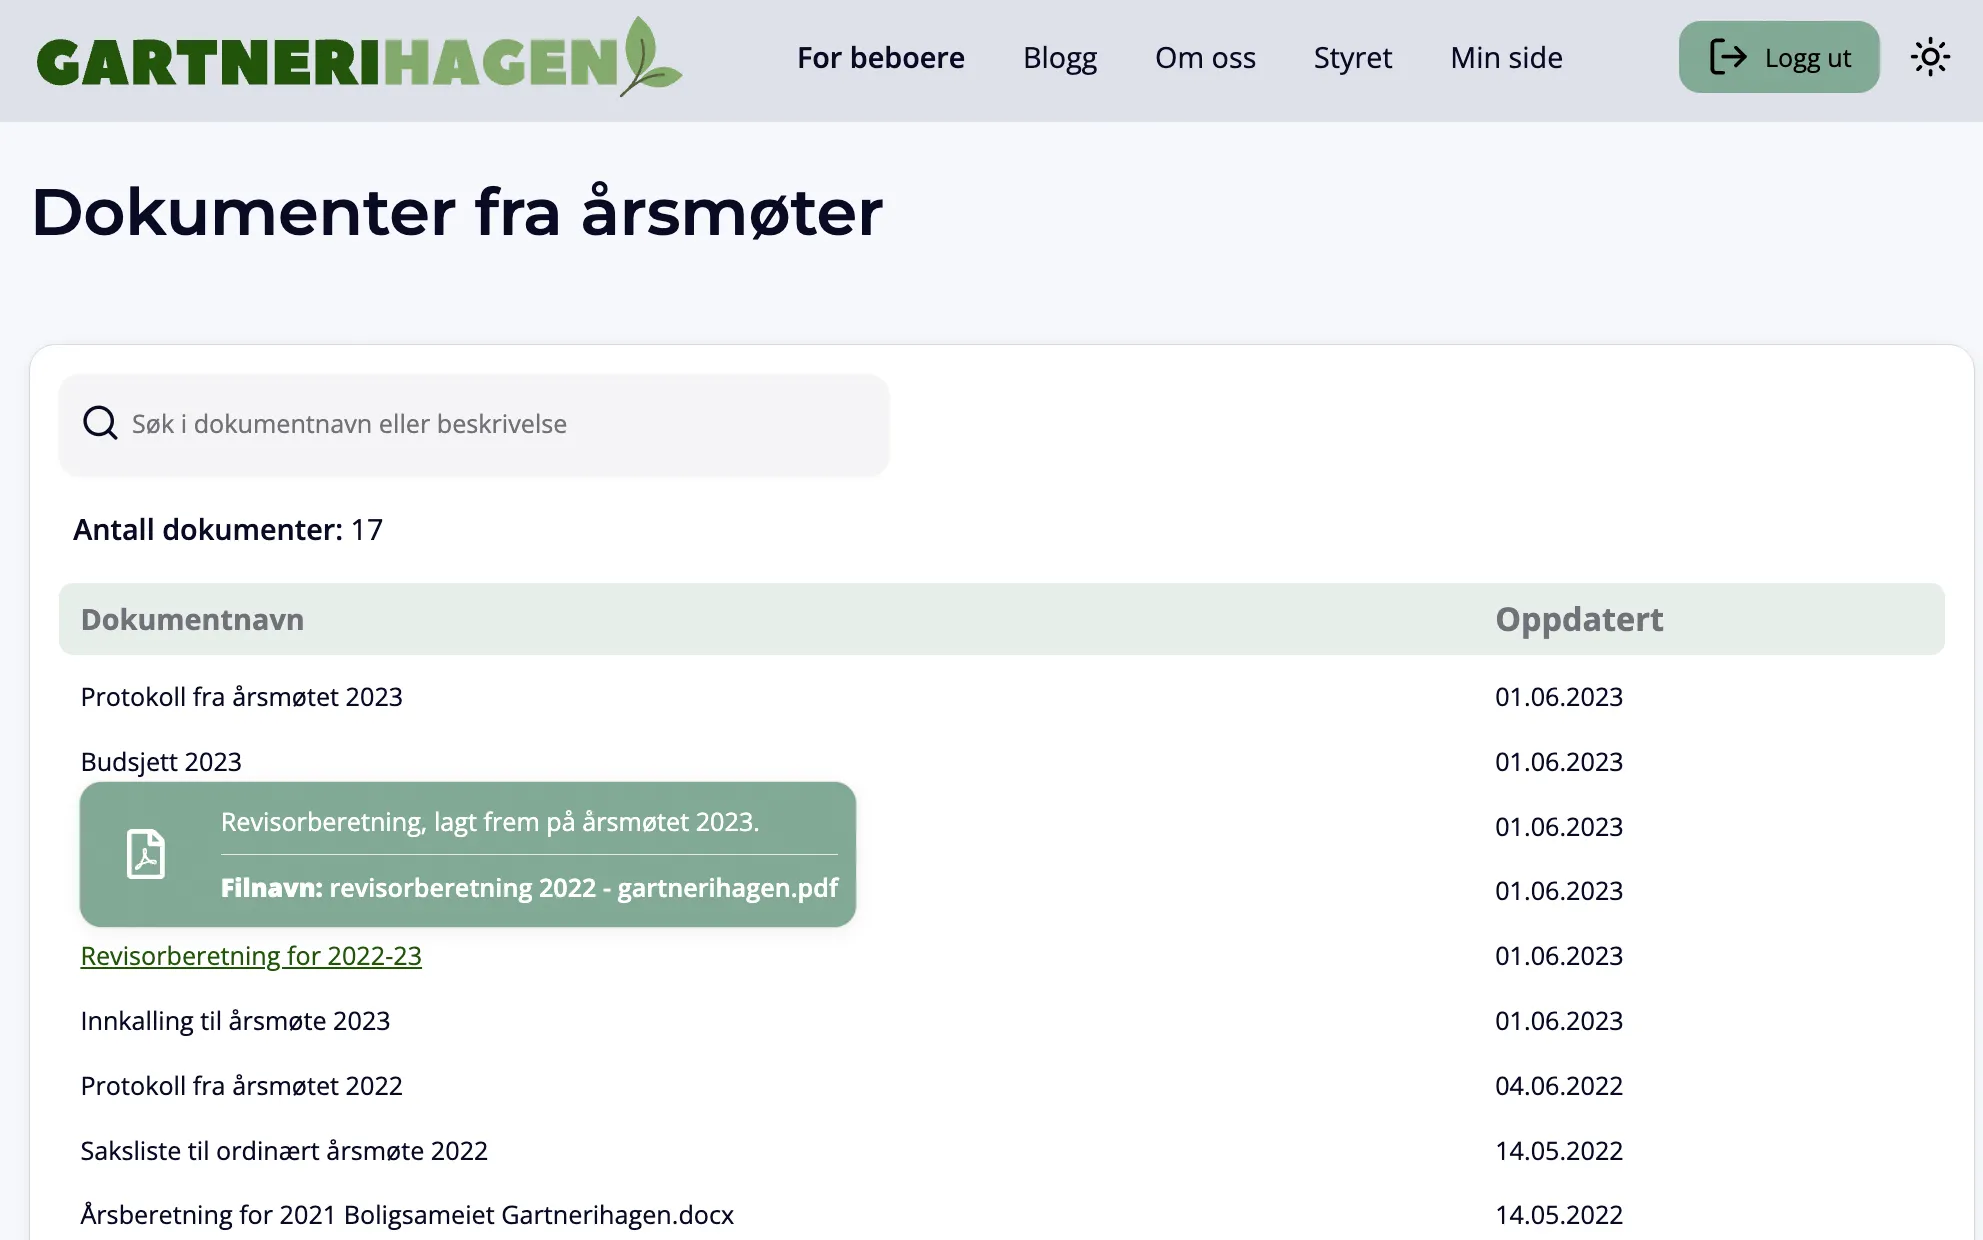 GARTNERIHAGEN
For beboere
Blogg
Om oss
Styret
Min side
Logg ut
Dokumenter fra årsmøter
Søk i dokumentnavn eller beskrivelse
Antall dokumenter: 17
Dokumentnavn Oppdatert
Protokoll fra årsmøtet 2023 01.06.2023
Budsjett 2023 01.06.2023
Revisorberetning, lagt frem på årsmøtet 2023.
01.06.2023
Filnavn: revisorberetning 2022 - gartnerihagen.pdf
01.06.2023
Revisorberetning for 2022-23 01.06.2023
Innkalling til årsmøte 2023 01.06.2023
Protokoll fra årsmøtet 2022 04.06.2022
Saksliste til ordinært årsmøte 2022 14.05.2022
Årsberetning for 2021 Boligsameiet Gartnerihagen.docx 14.05.2022